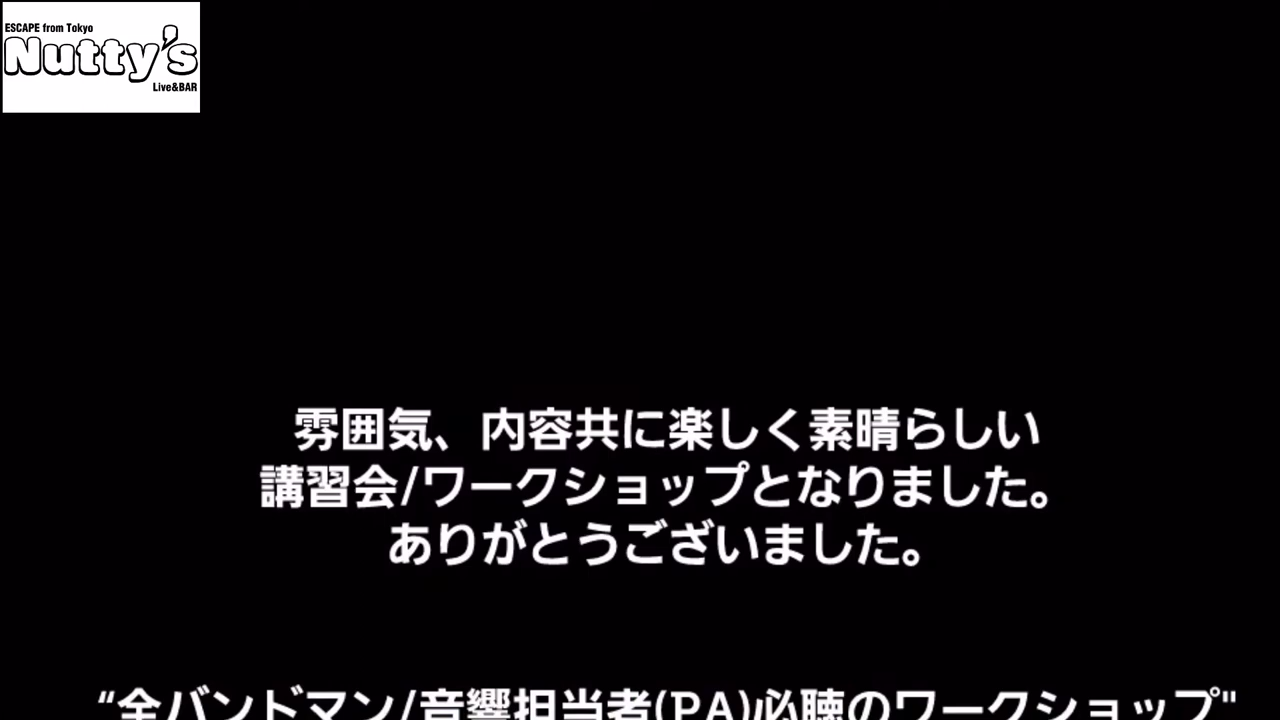 ESCAPE from Tokyo
Nutty's
Live&BAR
雰囲気、内容共に楽しく素晴らしい
講習会/ワークショップとなりました。
ありがとうございました。
“全バンドマン/音響担当者(PA)必聴のワークショップ"